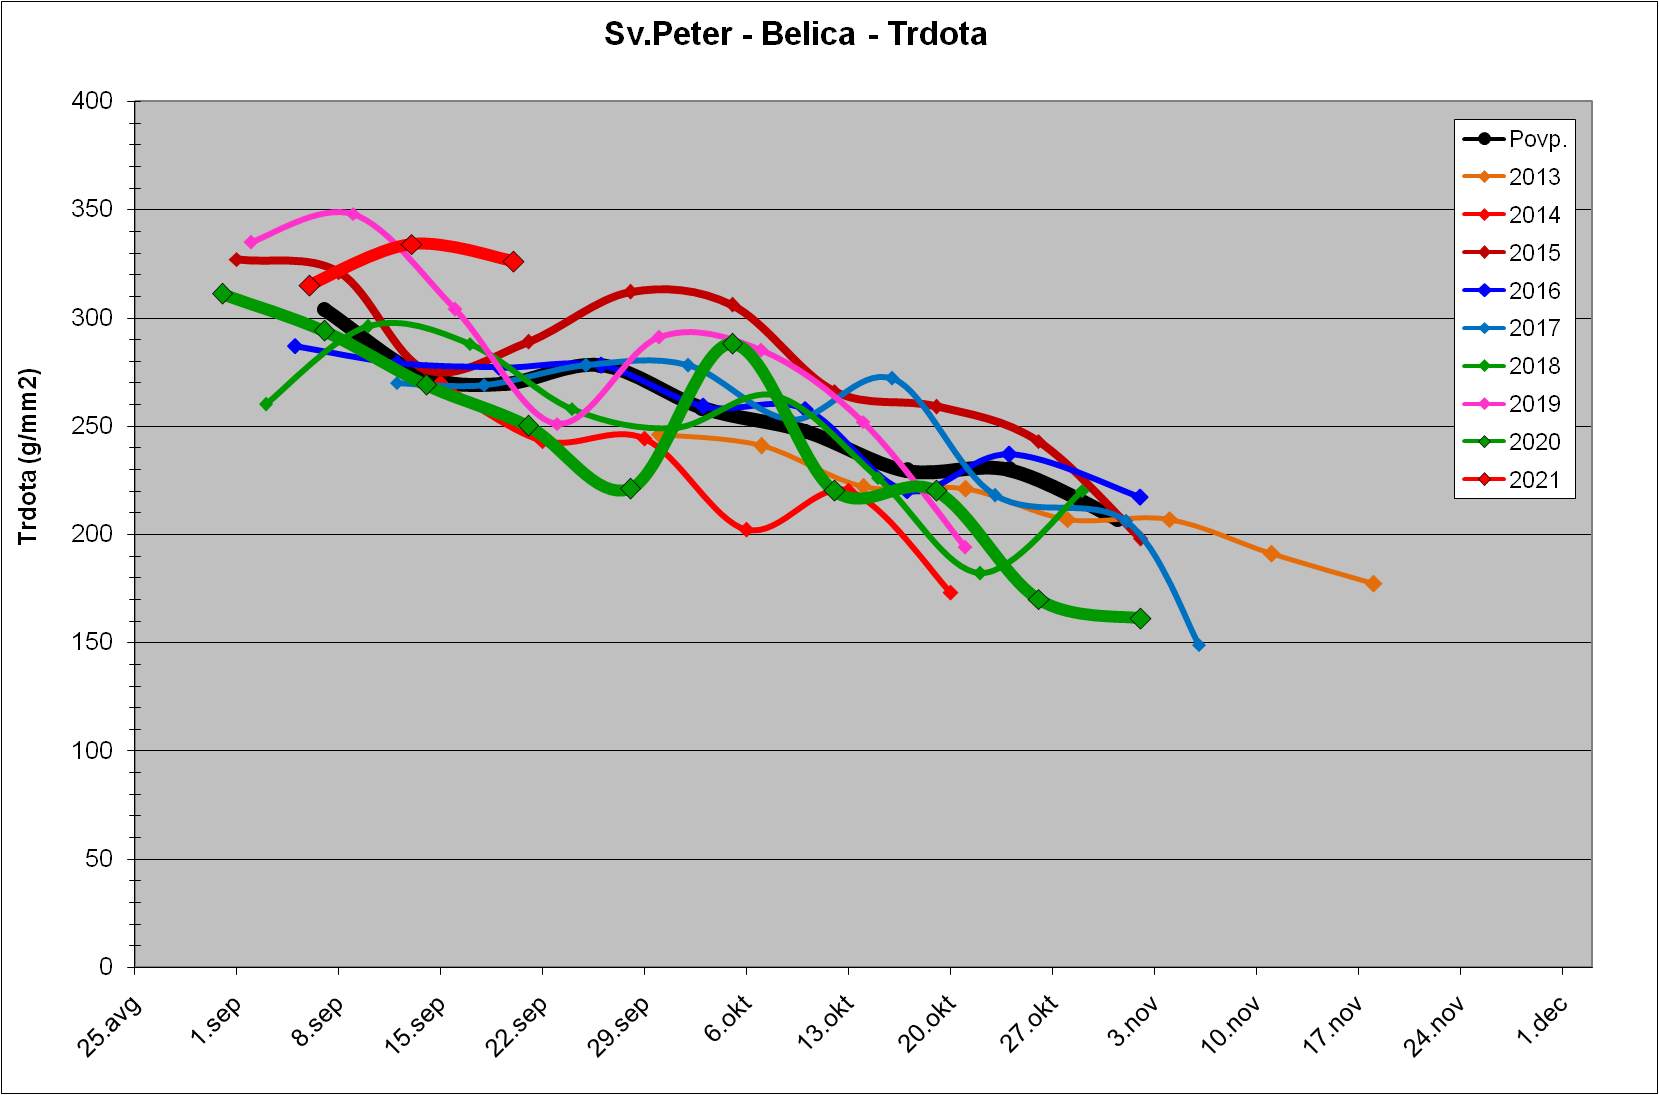 Sv.Peter - Belica - Trdota
Trdota (g/mm2)
400
350
300
250
200
150
100
50
0
25.avg
1.sep
8.sep
15.sep
22.sep
29.sep
6.okt
13.okt
20.okt
27.okt
3.nov
10.nov
17.nov
24.nov
1.dec
Povp.
2013
2014
2015
2016
2017
2018
2019
2020
2021